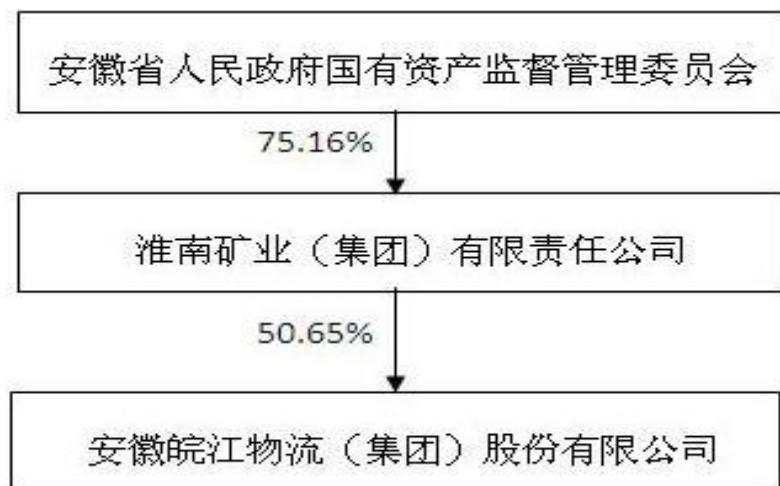 安徽省人民政府国有资产监督管理委员会
75.16%
淮南矿业（集团）有限责任公司
50.65%
安徽皖江物流（集团）股份有限公司